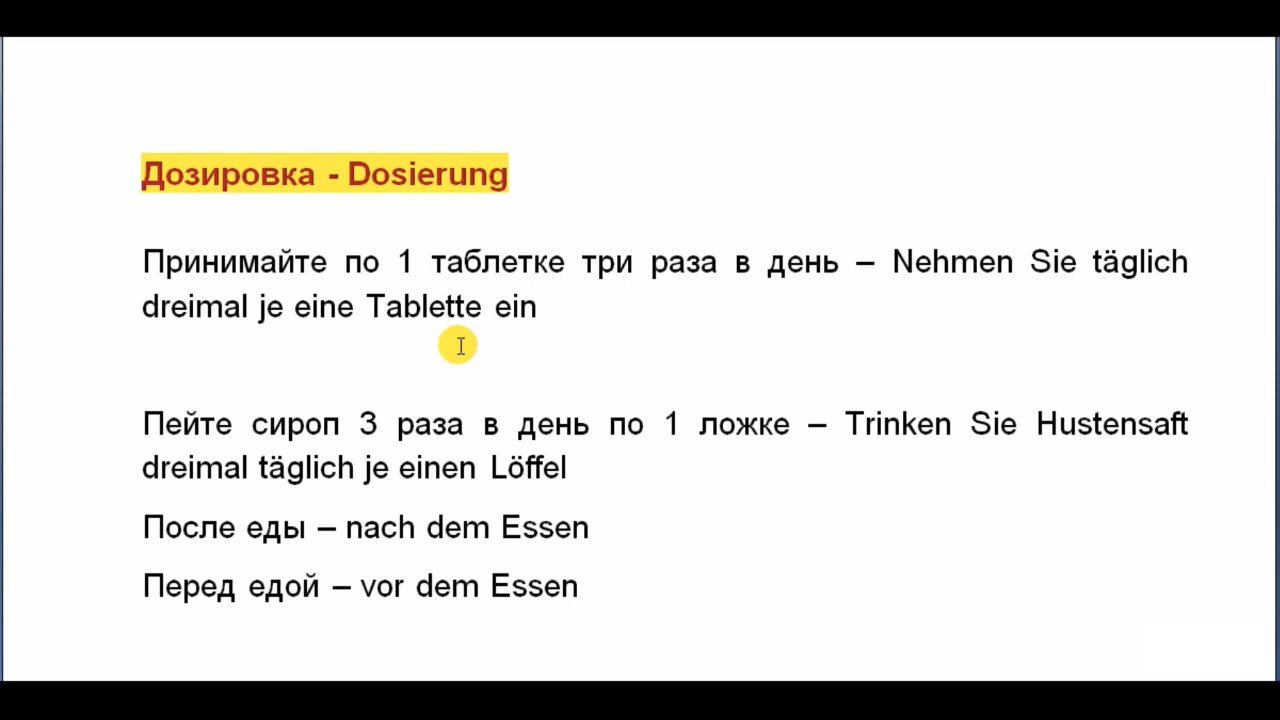 Дозировка - Dosierung
Принимайте по 1 таблетке три раза в день – Nehmen Sie täglich
dreimal je eine Tablette ein
Пейте сироп 3 раза в день по 1 ложке – Trinken Sie Hustensaft
dreimal täglich je einen Löffel
После еды – nach dem Essen
Перед едой – vor dem Essen